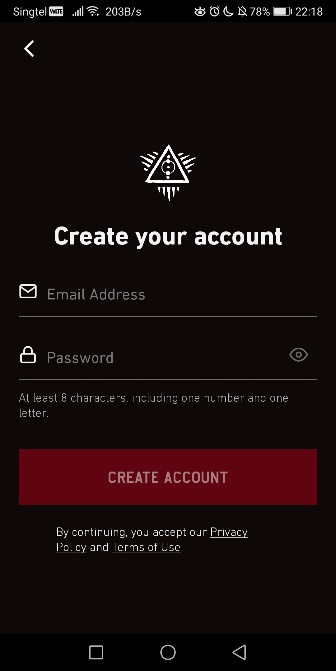 Singtel VoLTE 203B/s 78% 22:18
Create your account
Email Address
Password
At least 8 characters, including one number and one
letter.
CREATE ACCOUNT
By continuing, you accept our Privacy
Policy and Terms of Use